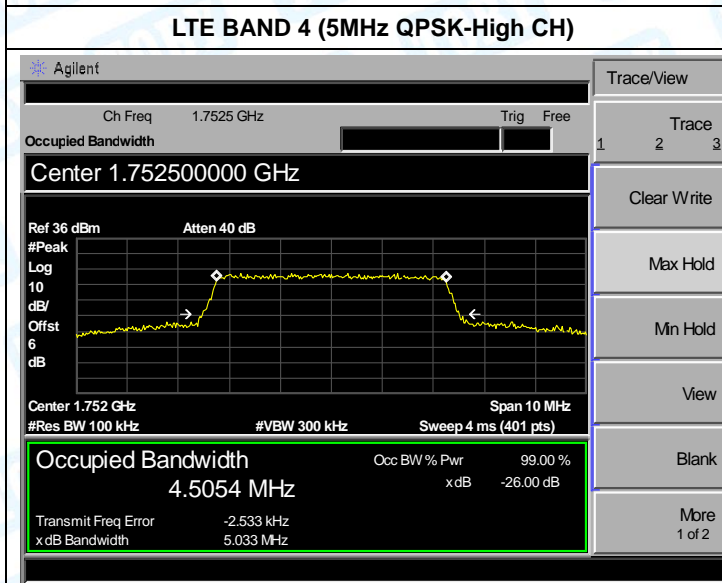 LTE BAND 4 (5MHz QPSK-High CH)
Agilent
Trace/View
Ch Freq 1.7525 GHz Trig Free
Occupied Bandwidth
Trace
1 2 3
Center 1.752500000 GHz
Clear Write
Ref 36 dBm Atten 40 dB
#Peak
Log
10
dB/
Offst
6
dB
Max Hold
Min Hold
Center 1.752 GHz Span 10 MHz
#Res BW 100 kHz #VBW 300 kHz Sweep 4 ms (401 pts)
View
Occupied Bandwidth Occ BW % Pwr 99.00 %
4.5054 MHz x dB -26.00 dB
Blank
Transmit Freq Error -2.533 kHz
x dB Bandwidth 5.033 MHz
More
1 of 2